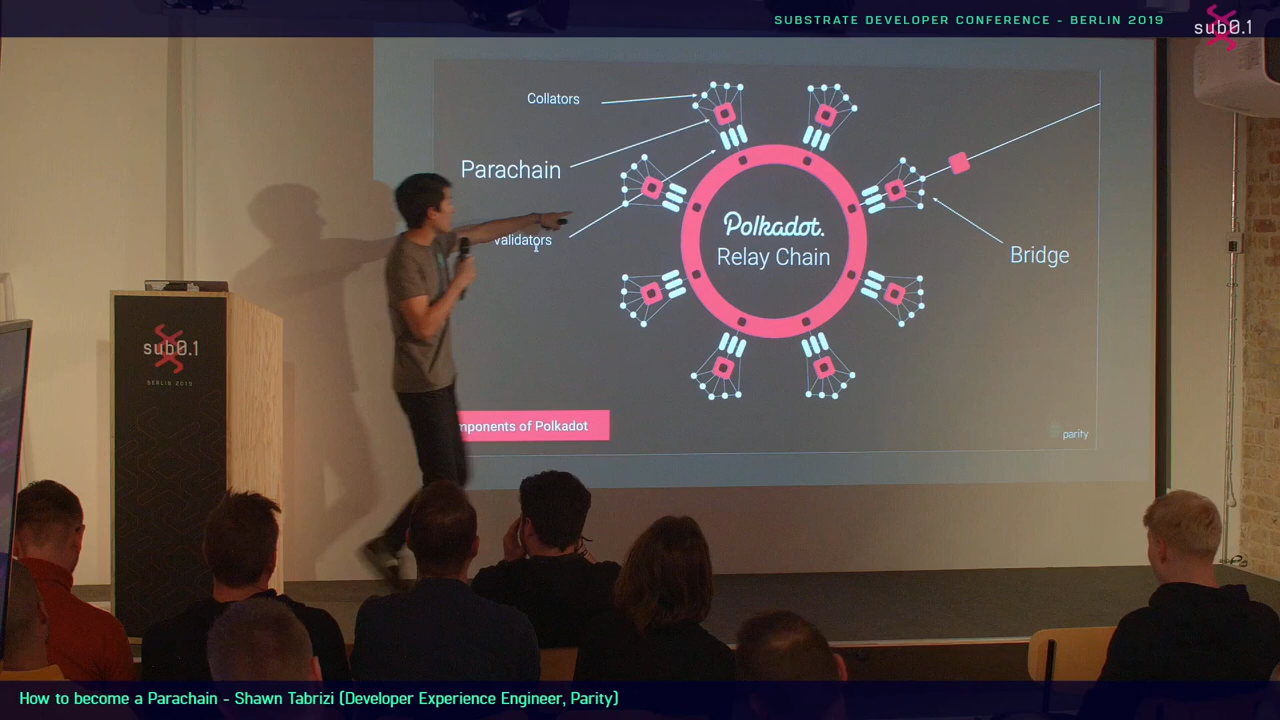 SUBSTRATE DEVELOPER CONFERENCE - BERLIN 2019
sub0.1
Collators
Parachain
Validators
Polkadot.
Relay Chain
Bridge
mponents of Polkadot
parity
sub0.1
BERLIN 2019
How to become a Parachain - Shawn Tabrizi (Developer Experience Engineer, Parity)